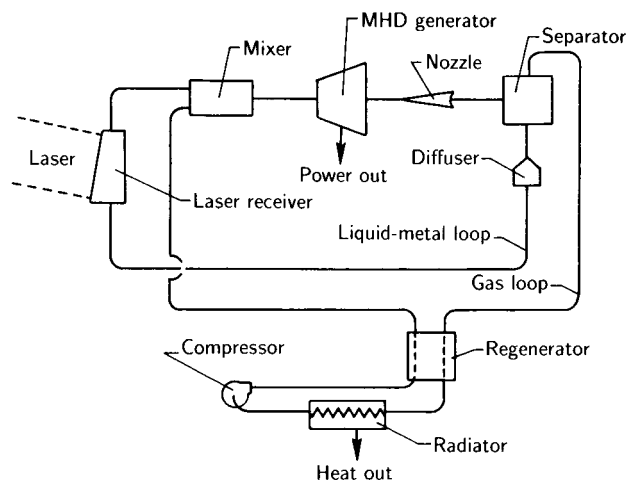 MHD generator
Separator
Mixer
Nozzle
Laser
Power out
Diffuser
Laser receiver
Liquid-metal loop
Gas loop
Compressor
Regenerator
Radiator
Heat out